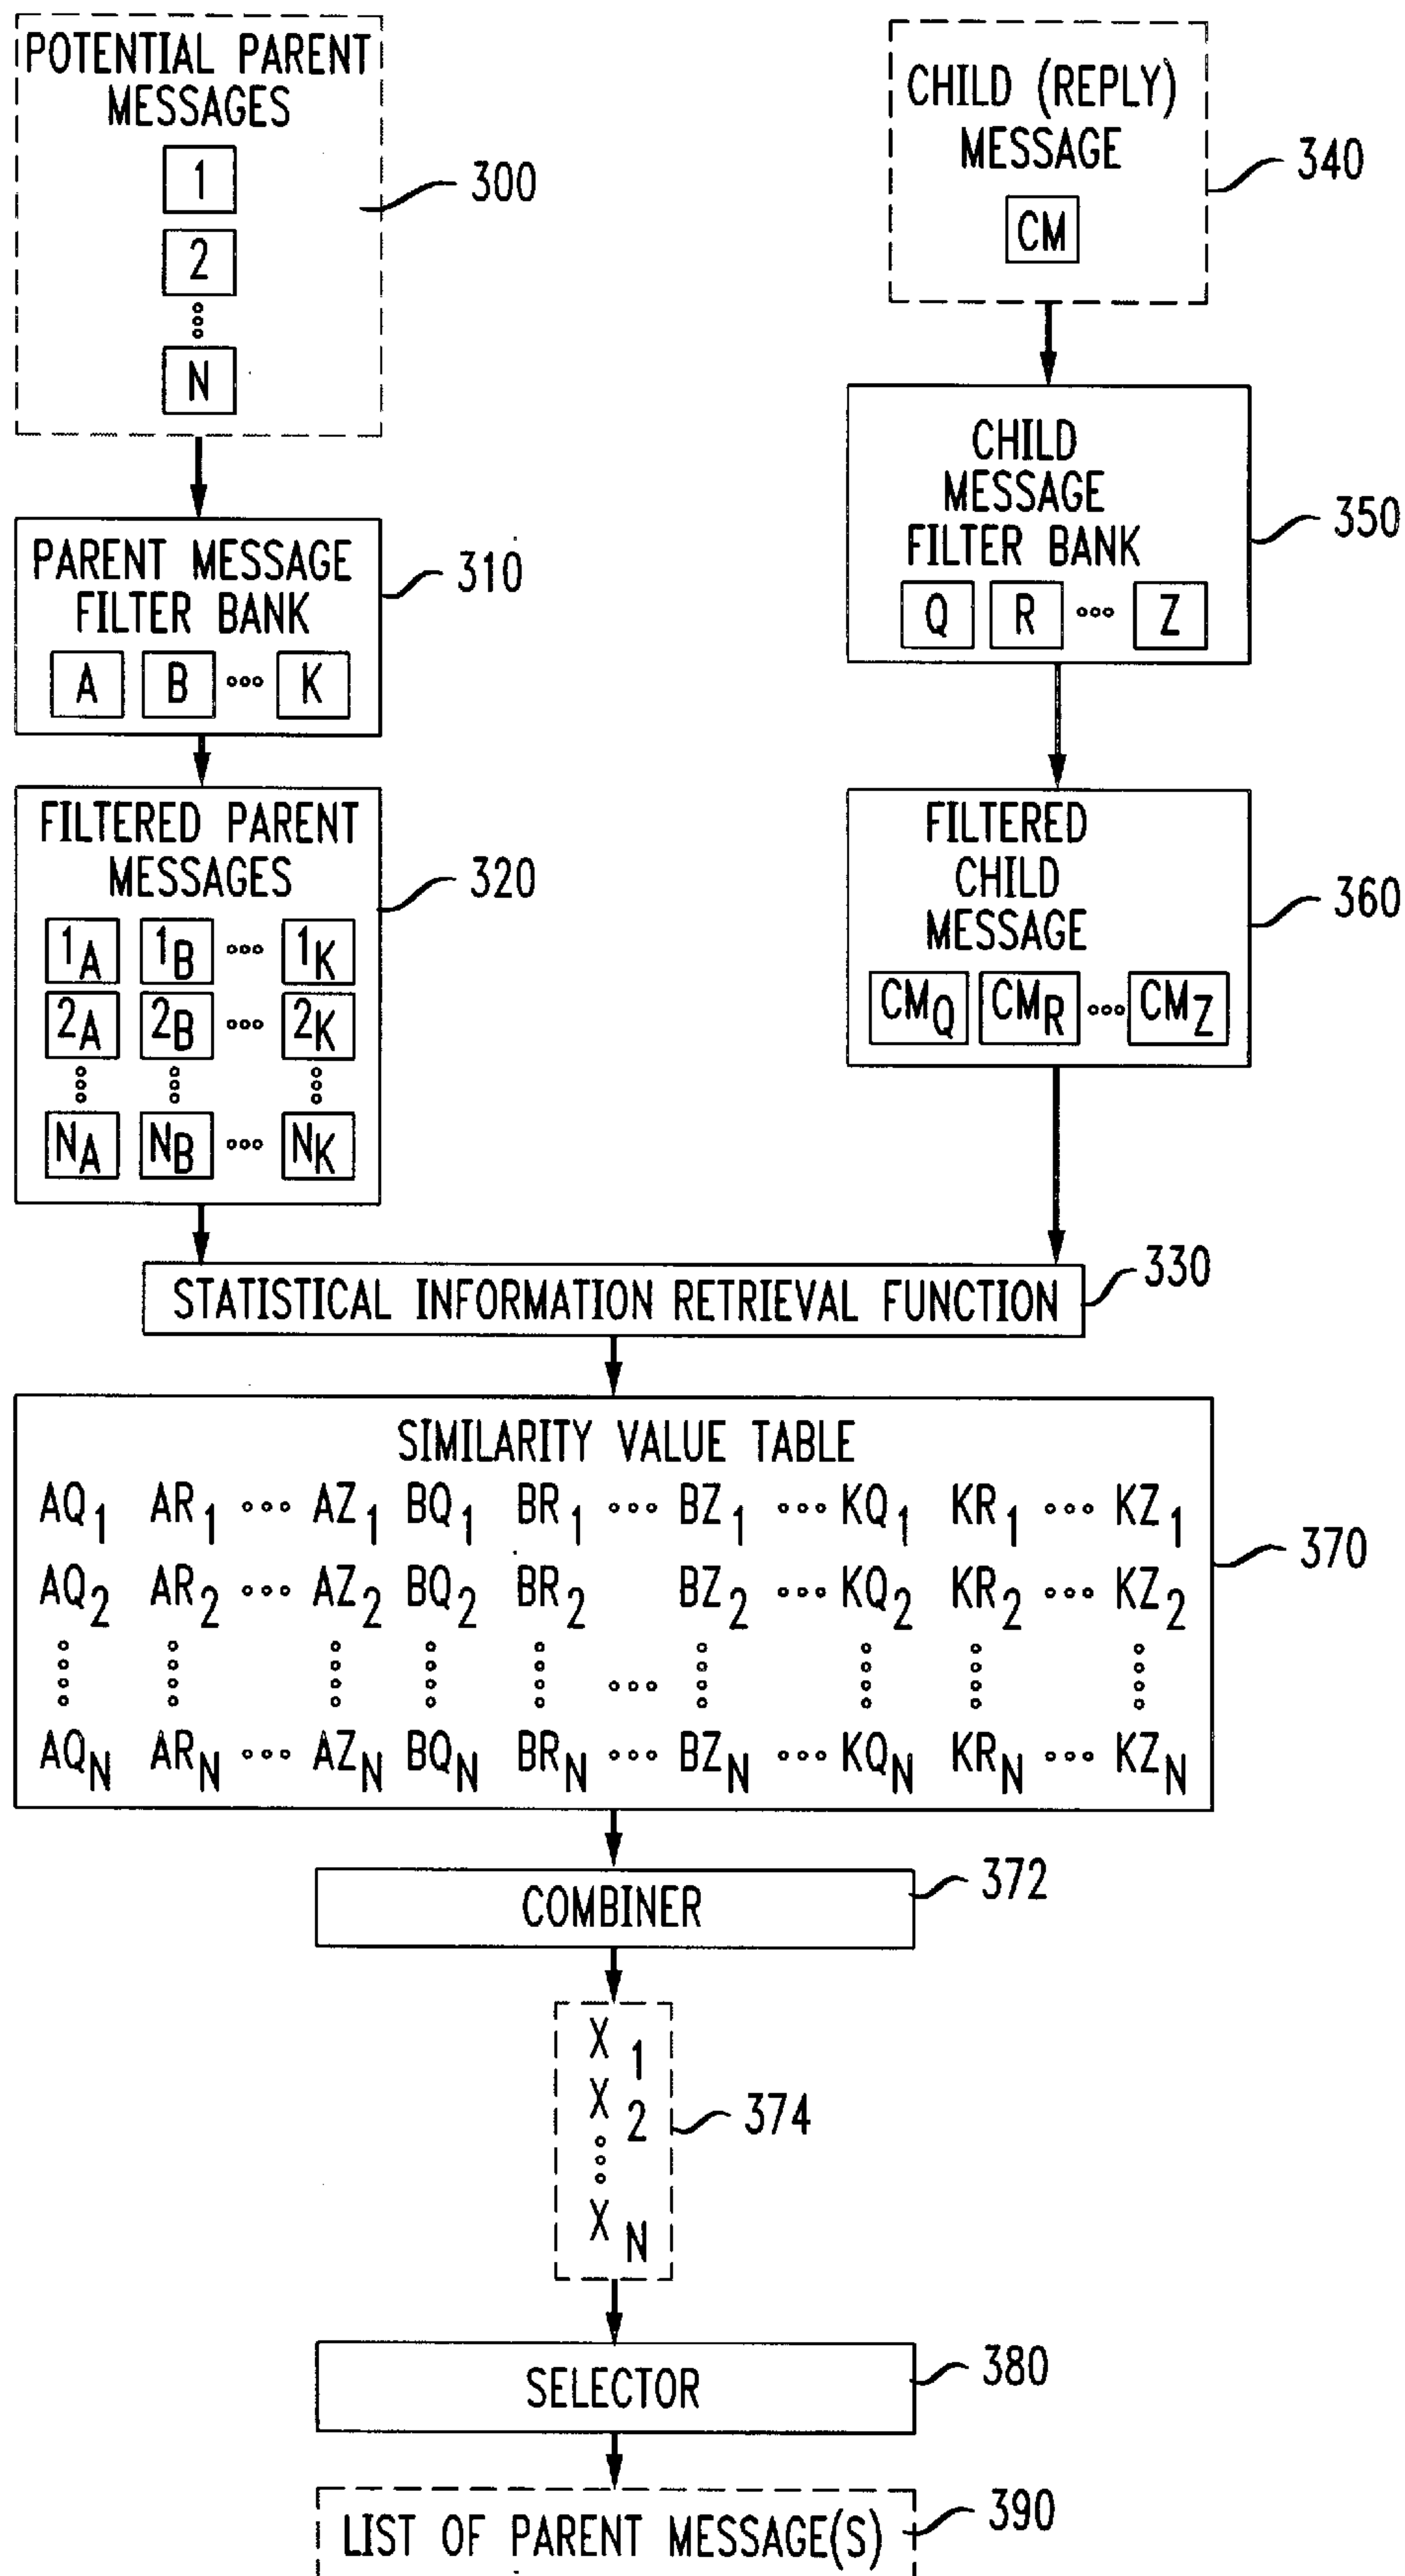 POTENTIAL PARENT
MESSAGES
1
2
N
300
CHILD (REPLY)
MESSAGE
CM
340
PARENT MESSAGE
FILTER BANK
A B ... K
310
CHILD
MESSAGE
FILTER BANK
Q R ... Z
350
FILTERED PARENT
MESSAGES
1A 1B ... 1K
2A 2B ... 2K
NA NB ... NK
320
FILTERED
CHILD
MESSAGE
CMQ CMR ... CMZ
360
STATISTICAL INFORMATION RETRIEVAL FUNCTION
330
SIMILARITY VALUE TABLE
AQ1 AR1 ... AZ1 BQ1 BR1 ... BZ1 ... KQ1 KR1 ... KZ1
AQ2 AR2 ... AZ2 BQ2 BR2 BZ2 ... KQ2 KR2 ... KZ2
...
AQN ARN ... AZN BQN BRN ... BZN ... KQN KRN ... KZN
370
COMBINER
372
X1
X2
XN
374
SELECTOR
380
LIST OF PARENT MESSAGE(S)
390